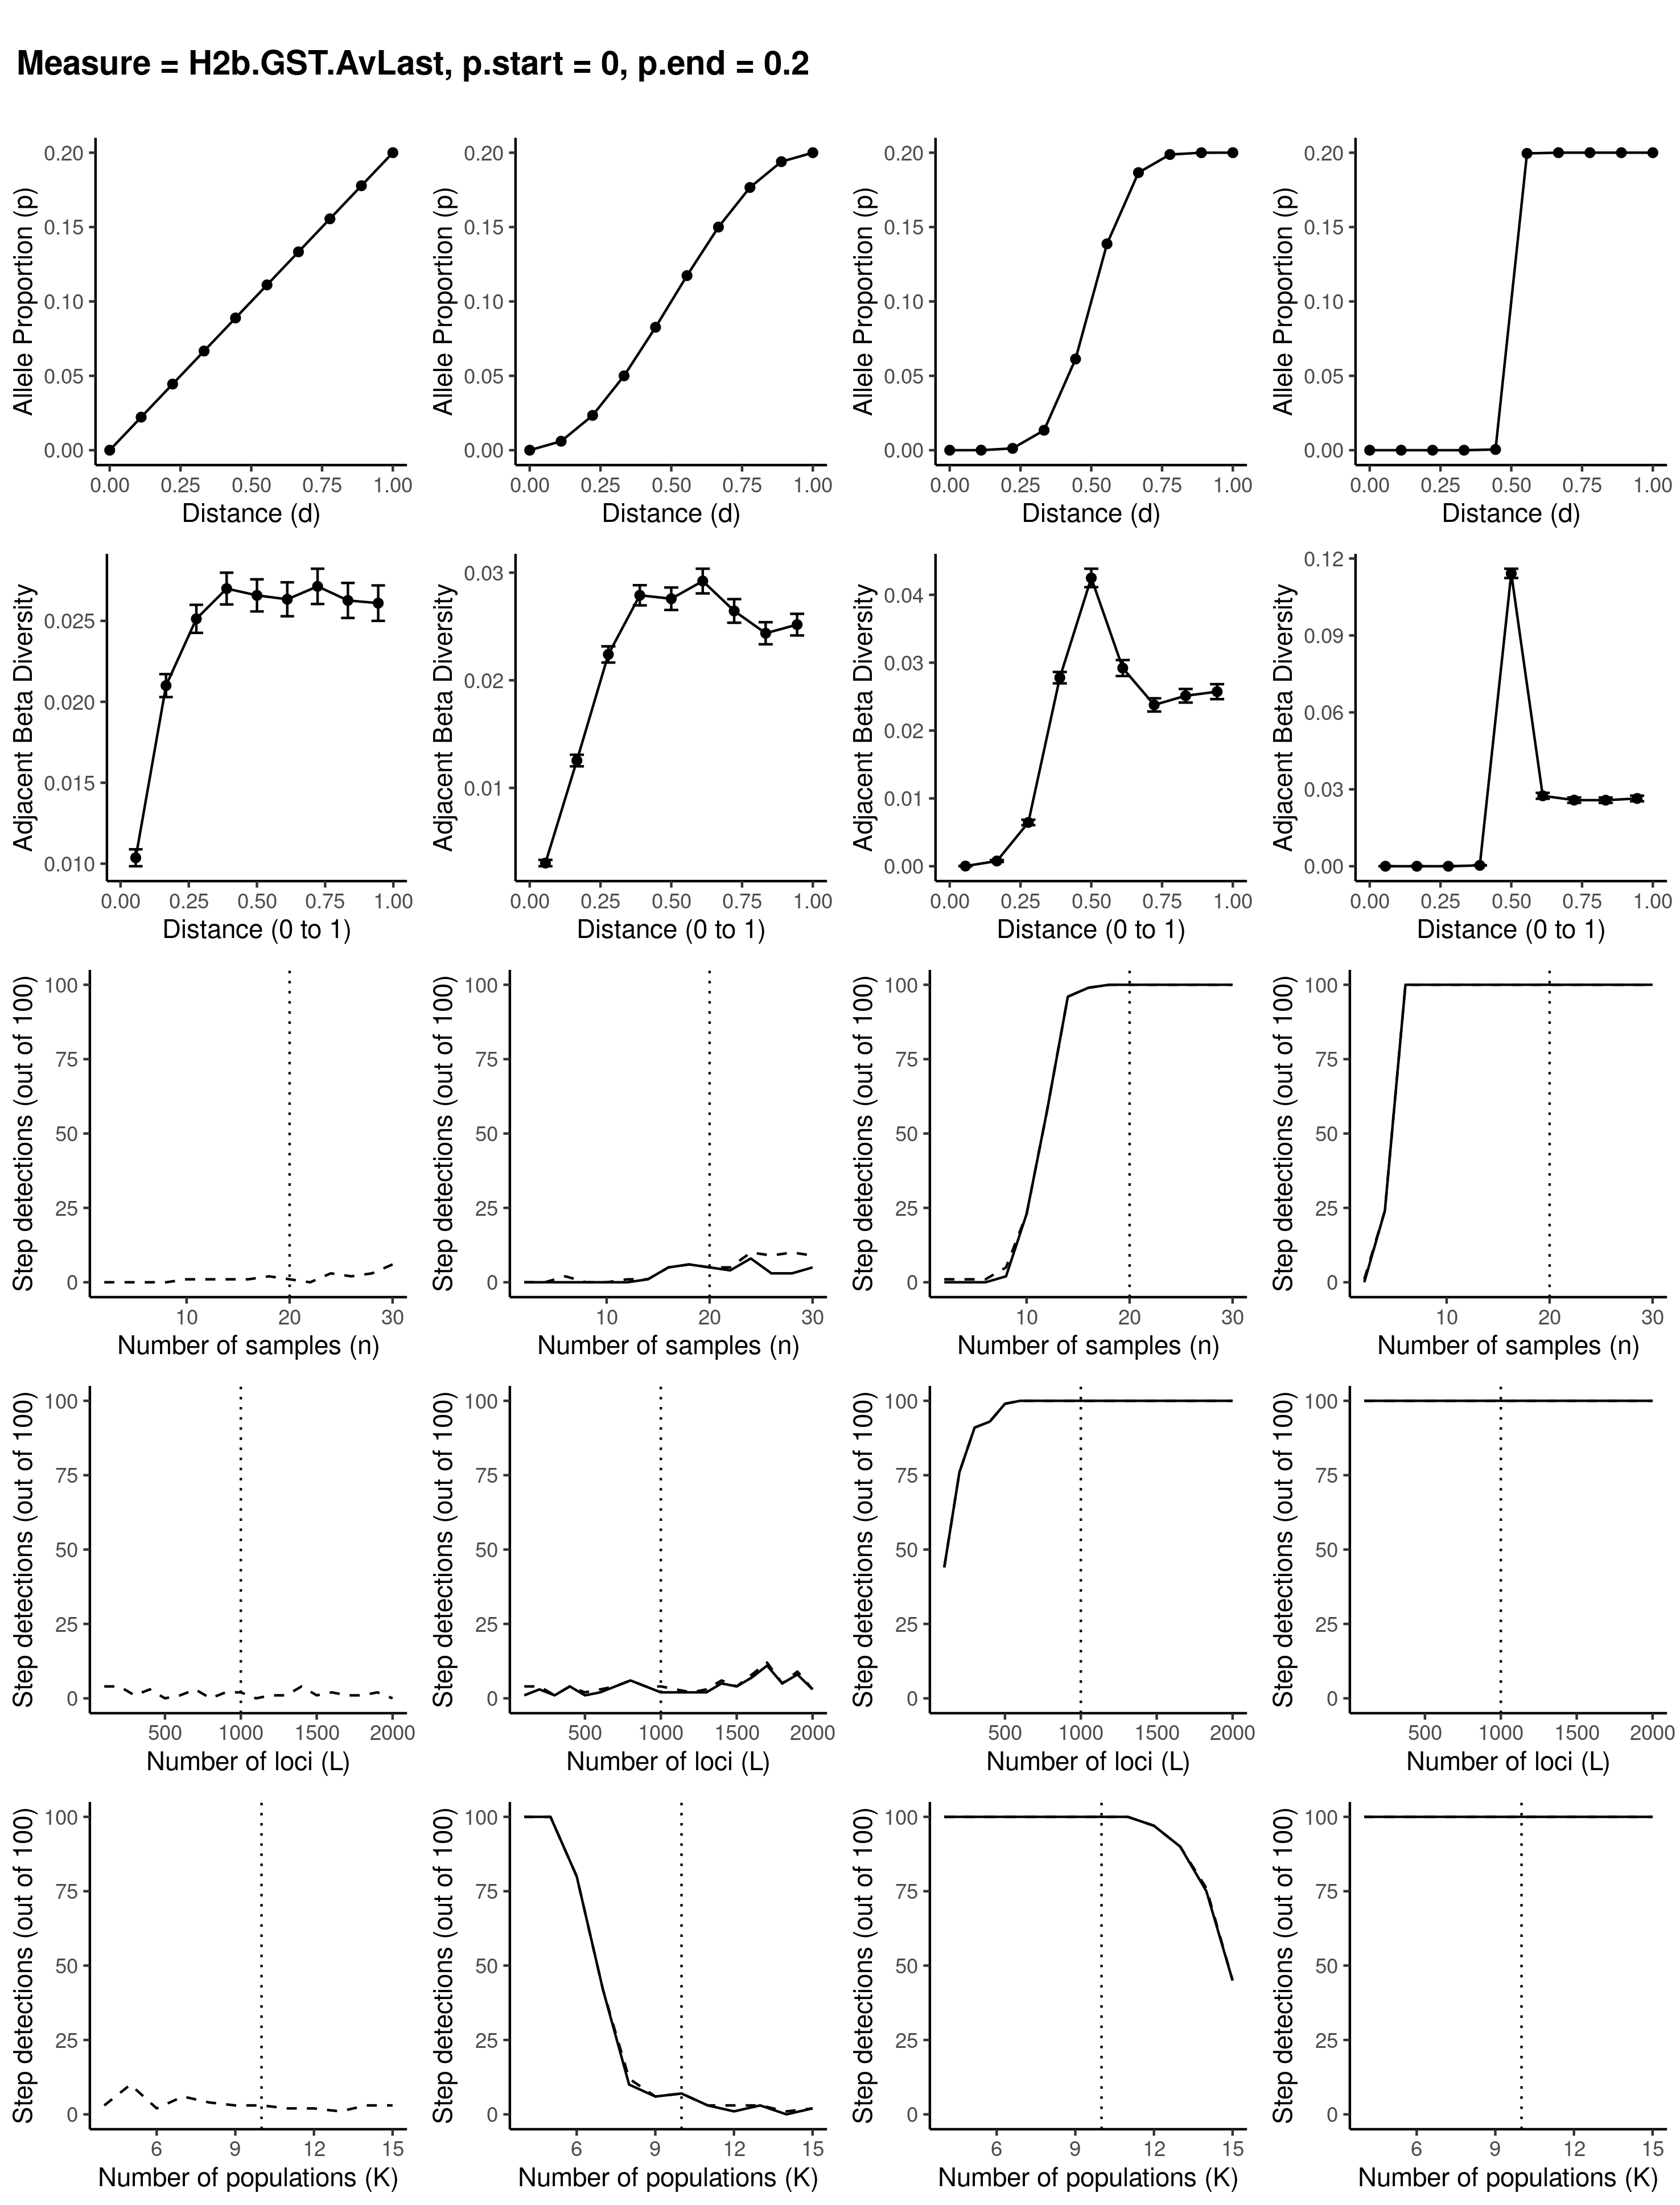 Measure = H2b.GST.AvLast, p.start = 0, p.end = 0.2
Allele Proportion (p)
0.20
0.15
0.10
0.05
0.00
0.00 0.25 0.50 0.75 1.00
Distance (d)
Allele Proportion (p)
0.20
0.15
0.10
0.05
0.00
0.00 0.25 0.50 0.75 1.00
Distance (d)
Allele Proportion (p)
0.20
0.15
0.10
0.05
0.00
0.00 0.25 0.50 0.75 1.00
Distance (d)
Allele Proportion (p)
0.20
0.15
0.10
0.05
0.00
0.00 0.25 0.50 0.75 1.00
Distance (d)
Adjacent Beta Diversity
0.025
0.020
0.015
0.010
0.00 0.25 0.50 0.75 1.00
Distance (0 to 1)
Adjacent Beta Diversity
0.03
0.02
0.01
0.00 0.25 0.50 0.75 1.00
Distance (0 to 1)
Adjacent Beta Diversity
0.04
0.03
0.02
0.01
0.00
0.00 0.25 0.50 0.75 1.00
Distance (0 to 1)
Adjacent Beta Diversity
0.12
0.09
0.06
0.03
0.00
0.00 0.25 0.50 0.75 1.00
Distance (0 to 1)
Step detections (out of 100)
100
75
50
25
0
10 20 30
Number of samples (n)
Step detections (out of 100)
100
75
50
25
0
10 20 30
Number of samples (n)
Step detections (out of 100)
100
75
50
25
0
10 20 30
Number of samples (n)
Step detections (out of 100)
100
75
50
25
0
10 20 30
Number of samples (n)
Step detections (out of 100)
100
75
50
25
0
500 1000 1500 2000
Number of loci (L)
Step detections (out of 100)
100
75
50
25
0
500 1000 1500 2000
Number of loci (L)
Step detections (out of 100)
100
75
50
25
0
500 1000 1500 2000
Number of loci (L)
Step detections (out of 100)
100
75
50
25
0
500 1000 1500 2000
Number of loci (L)
Step detections (out of 100)
100
75
50
25
0
6 9 12 15
Number of populations (K)
Step detections (out of 100)
100
75
50
25
0
6 9 12 15
Number of populations (K)
Step detections (out of 100)
100
75
50
25
0
6 9 12 15
Number of populations (K)
Step detections (out of 100)
100
75
50
25
0
6 9 12 15
Number of populations (K)